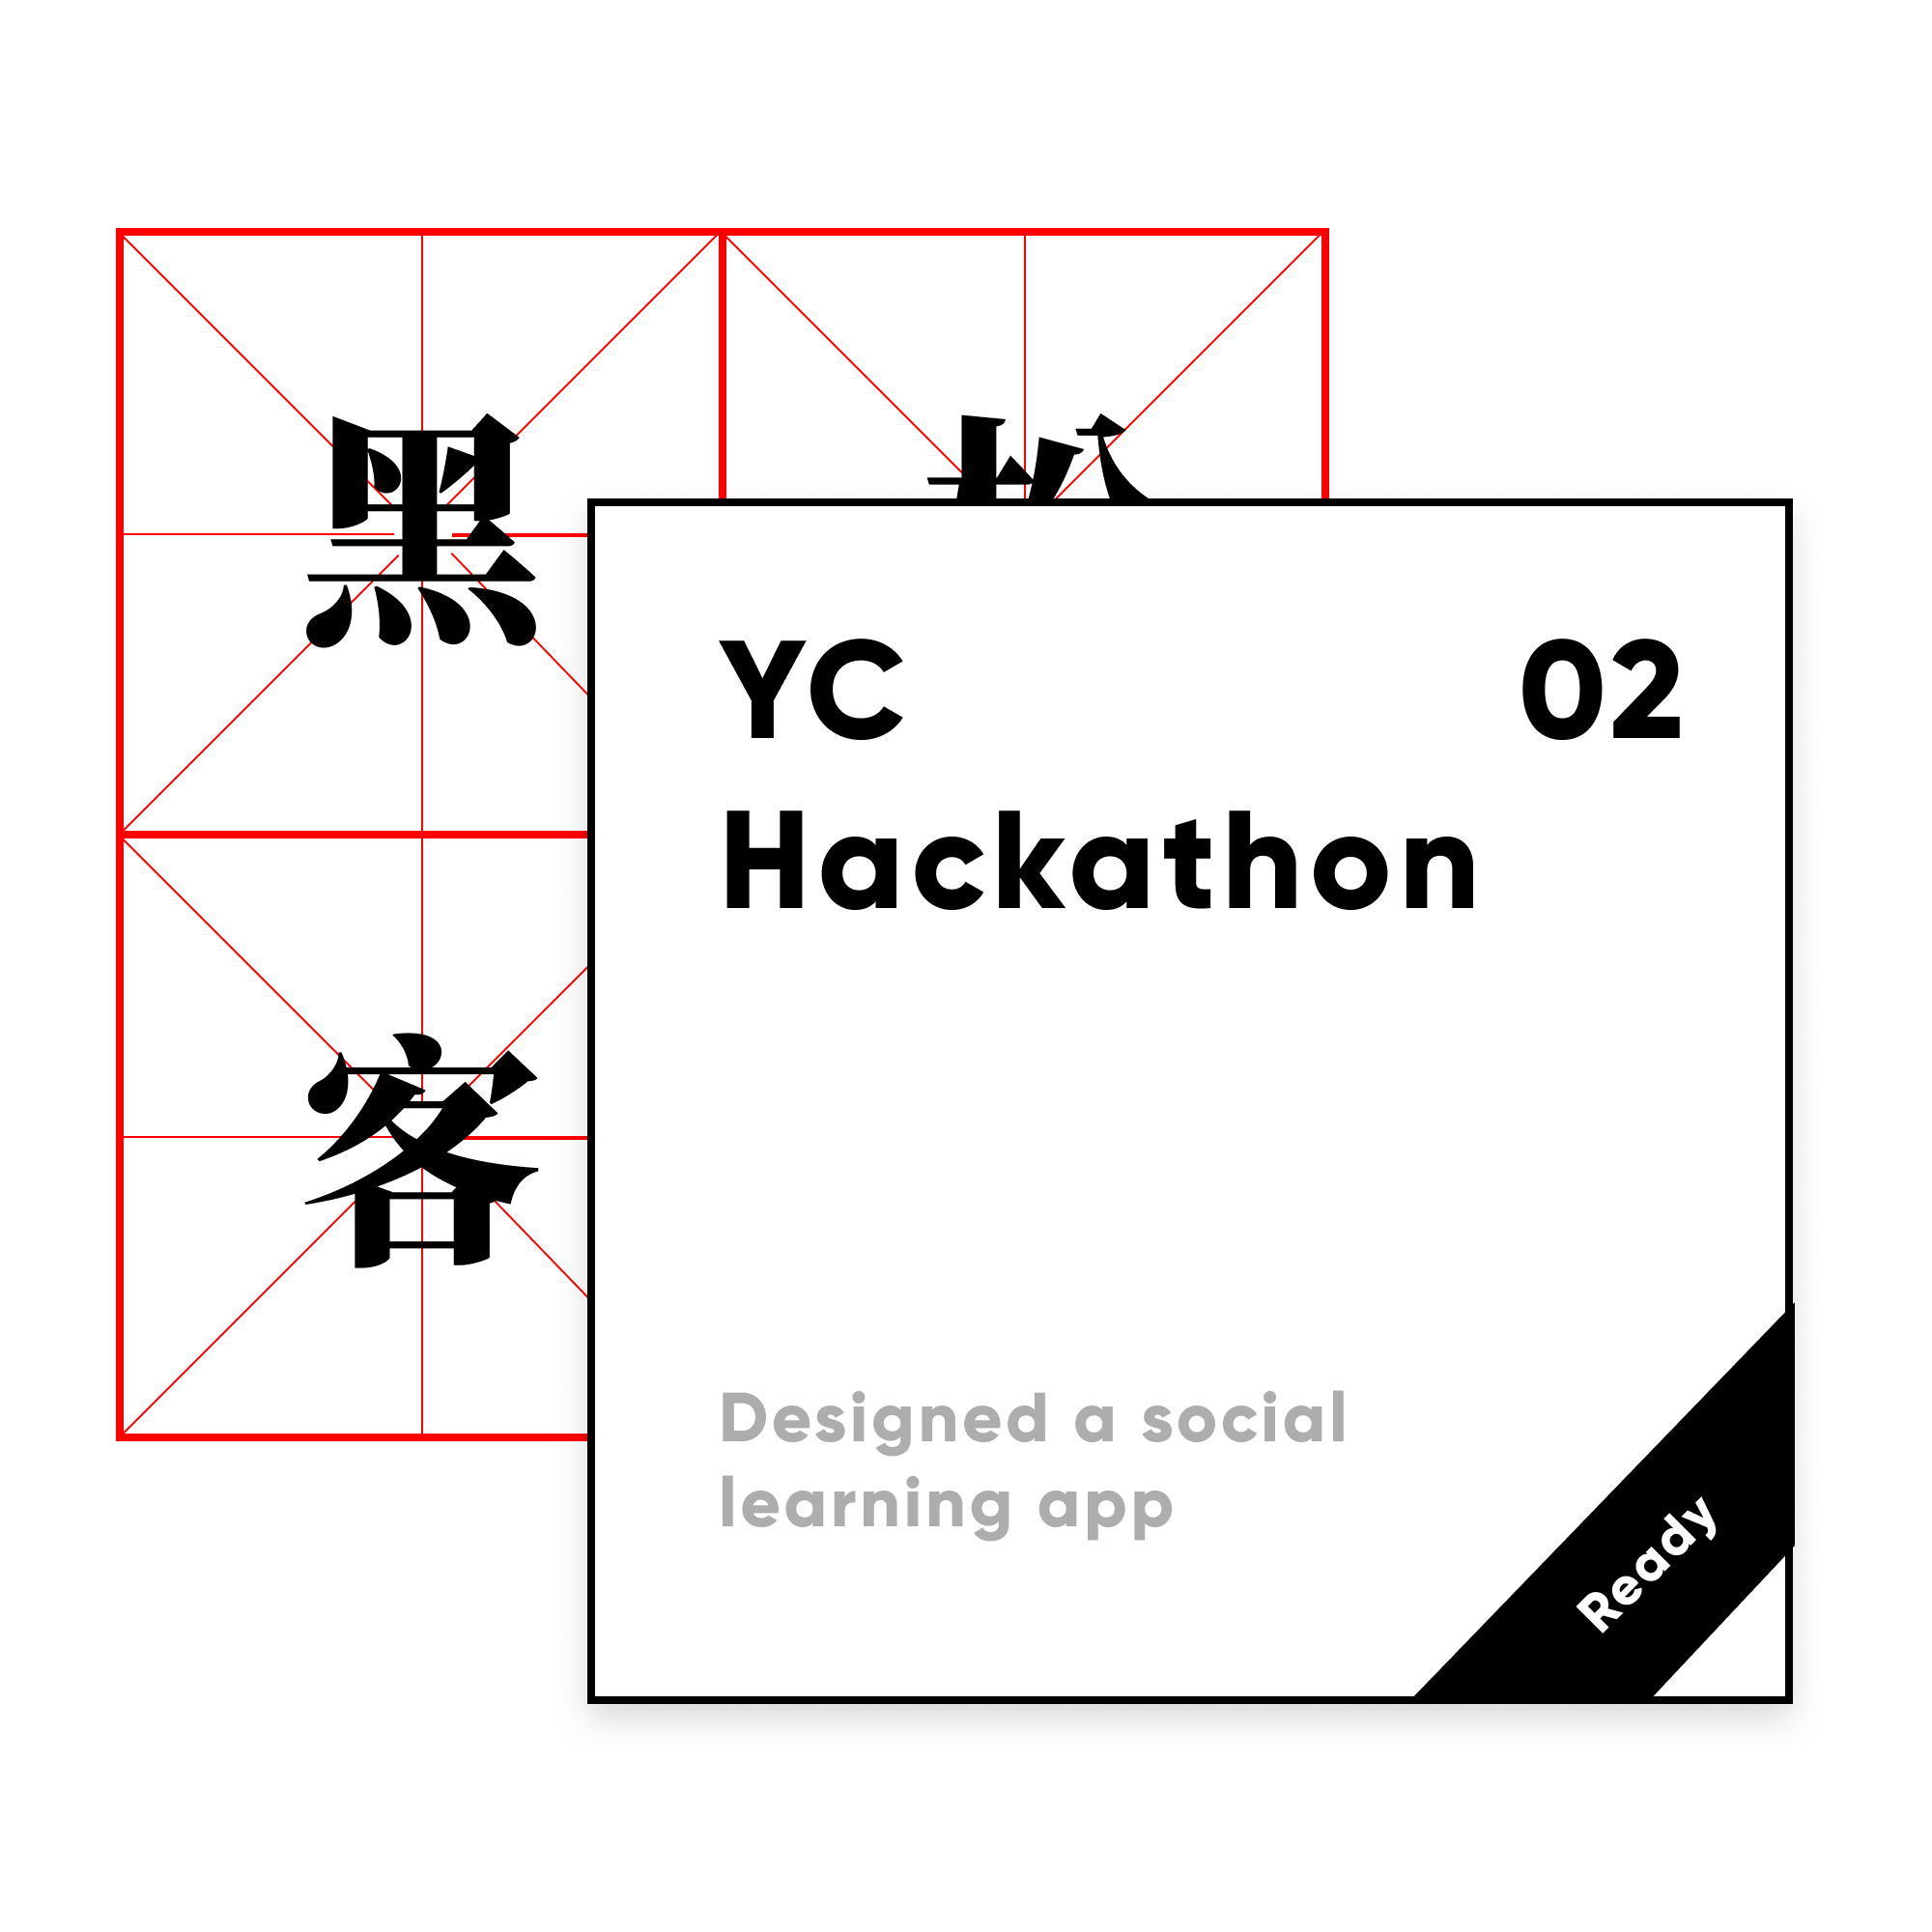 黑
客
YC 02
Hackathon
Designed a social
learning app
Ready